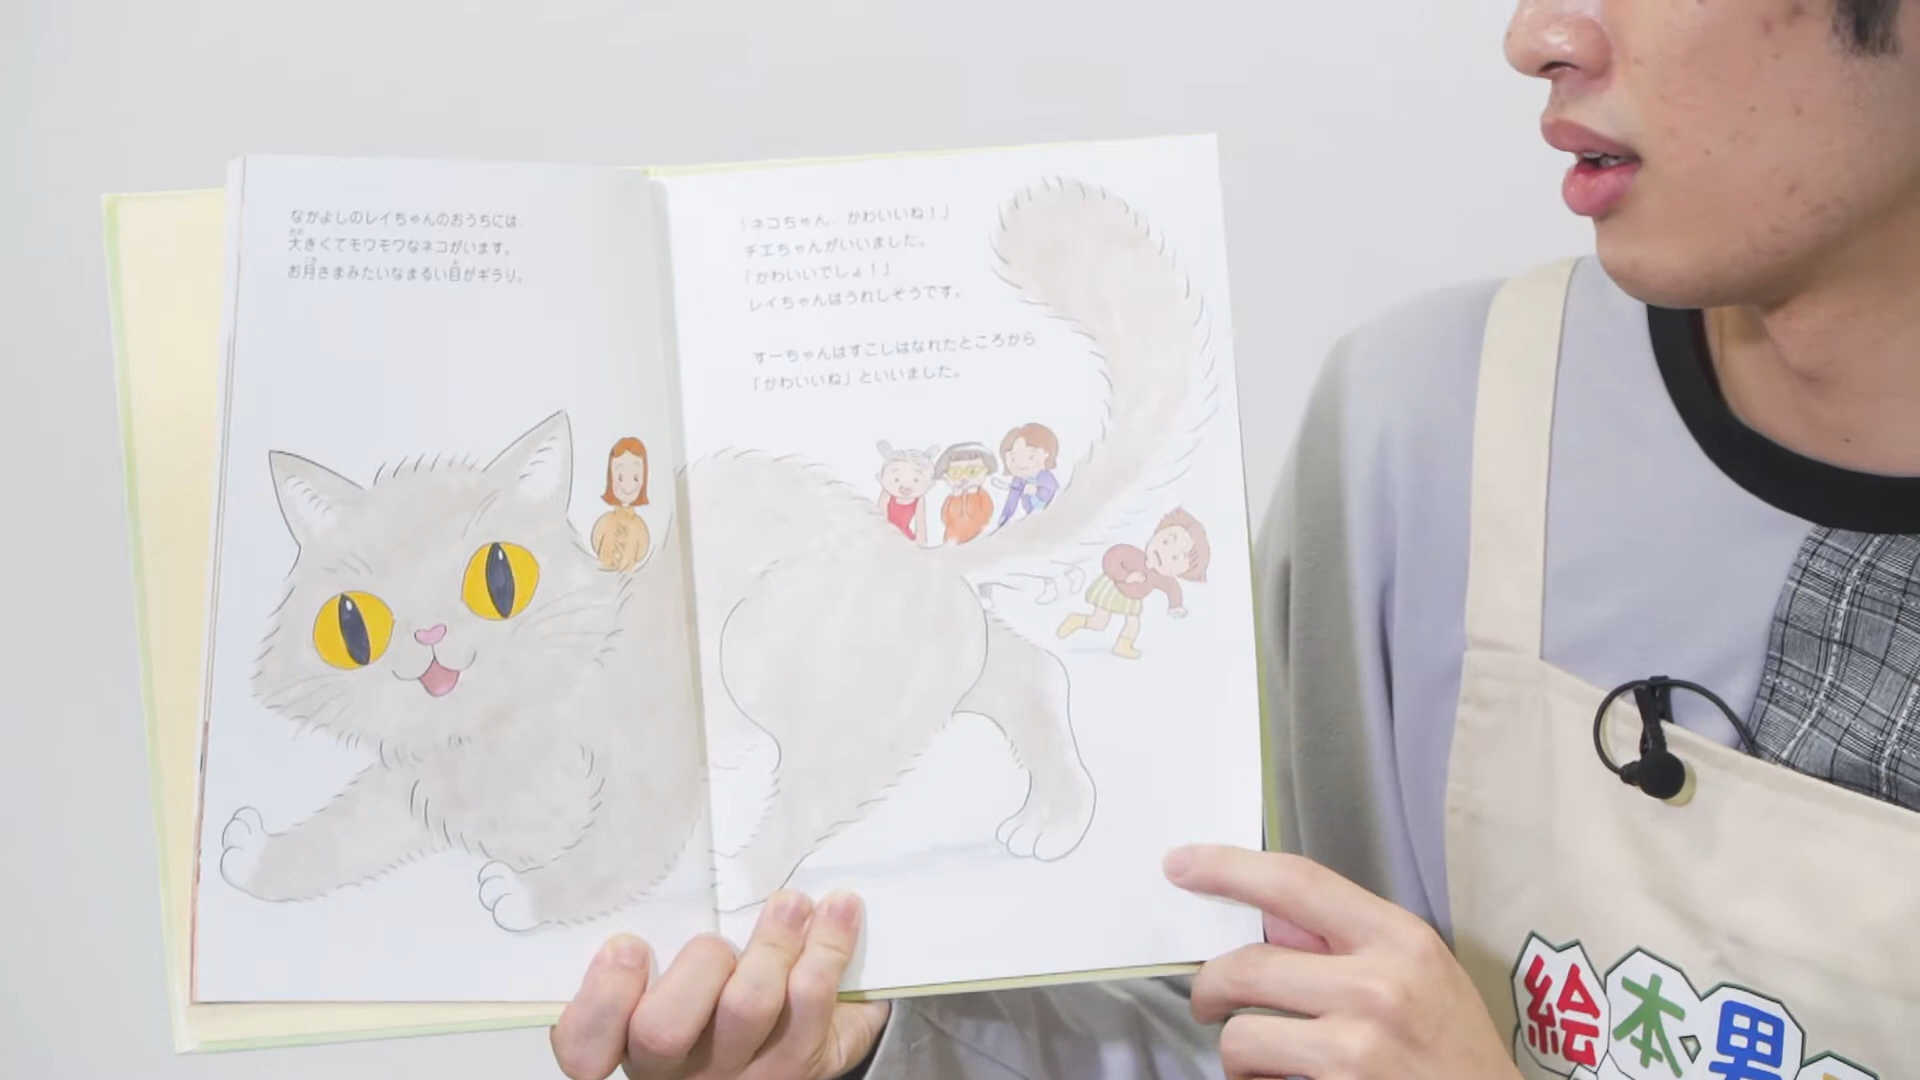 なかよしのレイちゃんのおうちには
大きくてモワモワなネコがいます。
お月さまみたいなまるい目がギラリ。
「ネコちゃん、かわいいね！」
チエちゃんがいいました。
「かわいいでしょ！」
レイちゃんはうれしそうです。
すーちゃんはすこしはなれたところから
「かわいいね」といいました。
絵本男